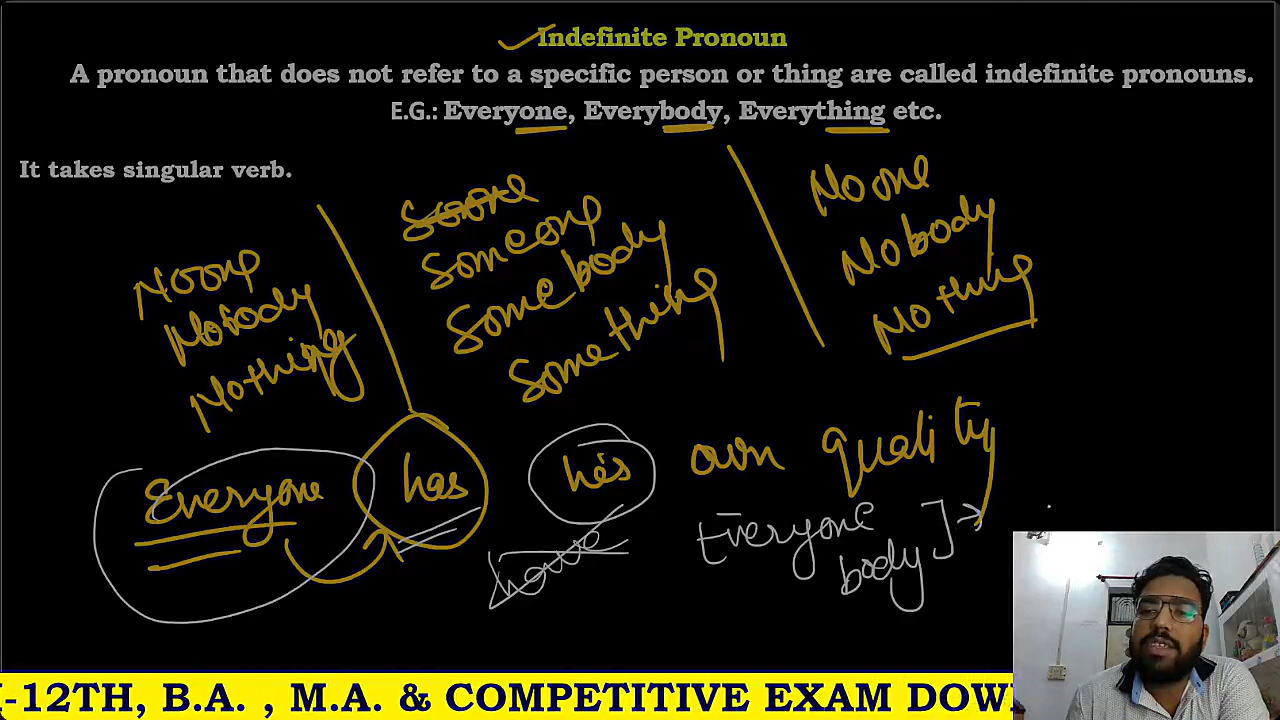 Indefinite Pronoun
A pronoun that does not refer to a specific person or thing are called indefinite pronouns.
E.G.: Everyone, Everybody, Everything etc.
It takes singular verb.
Noone
Nobody
Nothing
Someone
Somebody
Something
No one
Nobody
Nothing
Everyone has his own quality
have
Everyone
body
-12TH, B.A. , M.A. & COMPETITIVE EXAM DOW